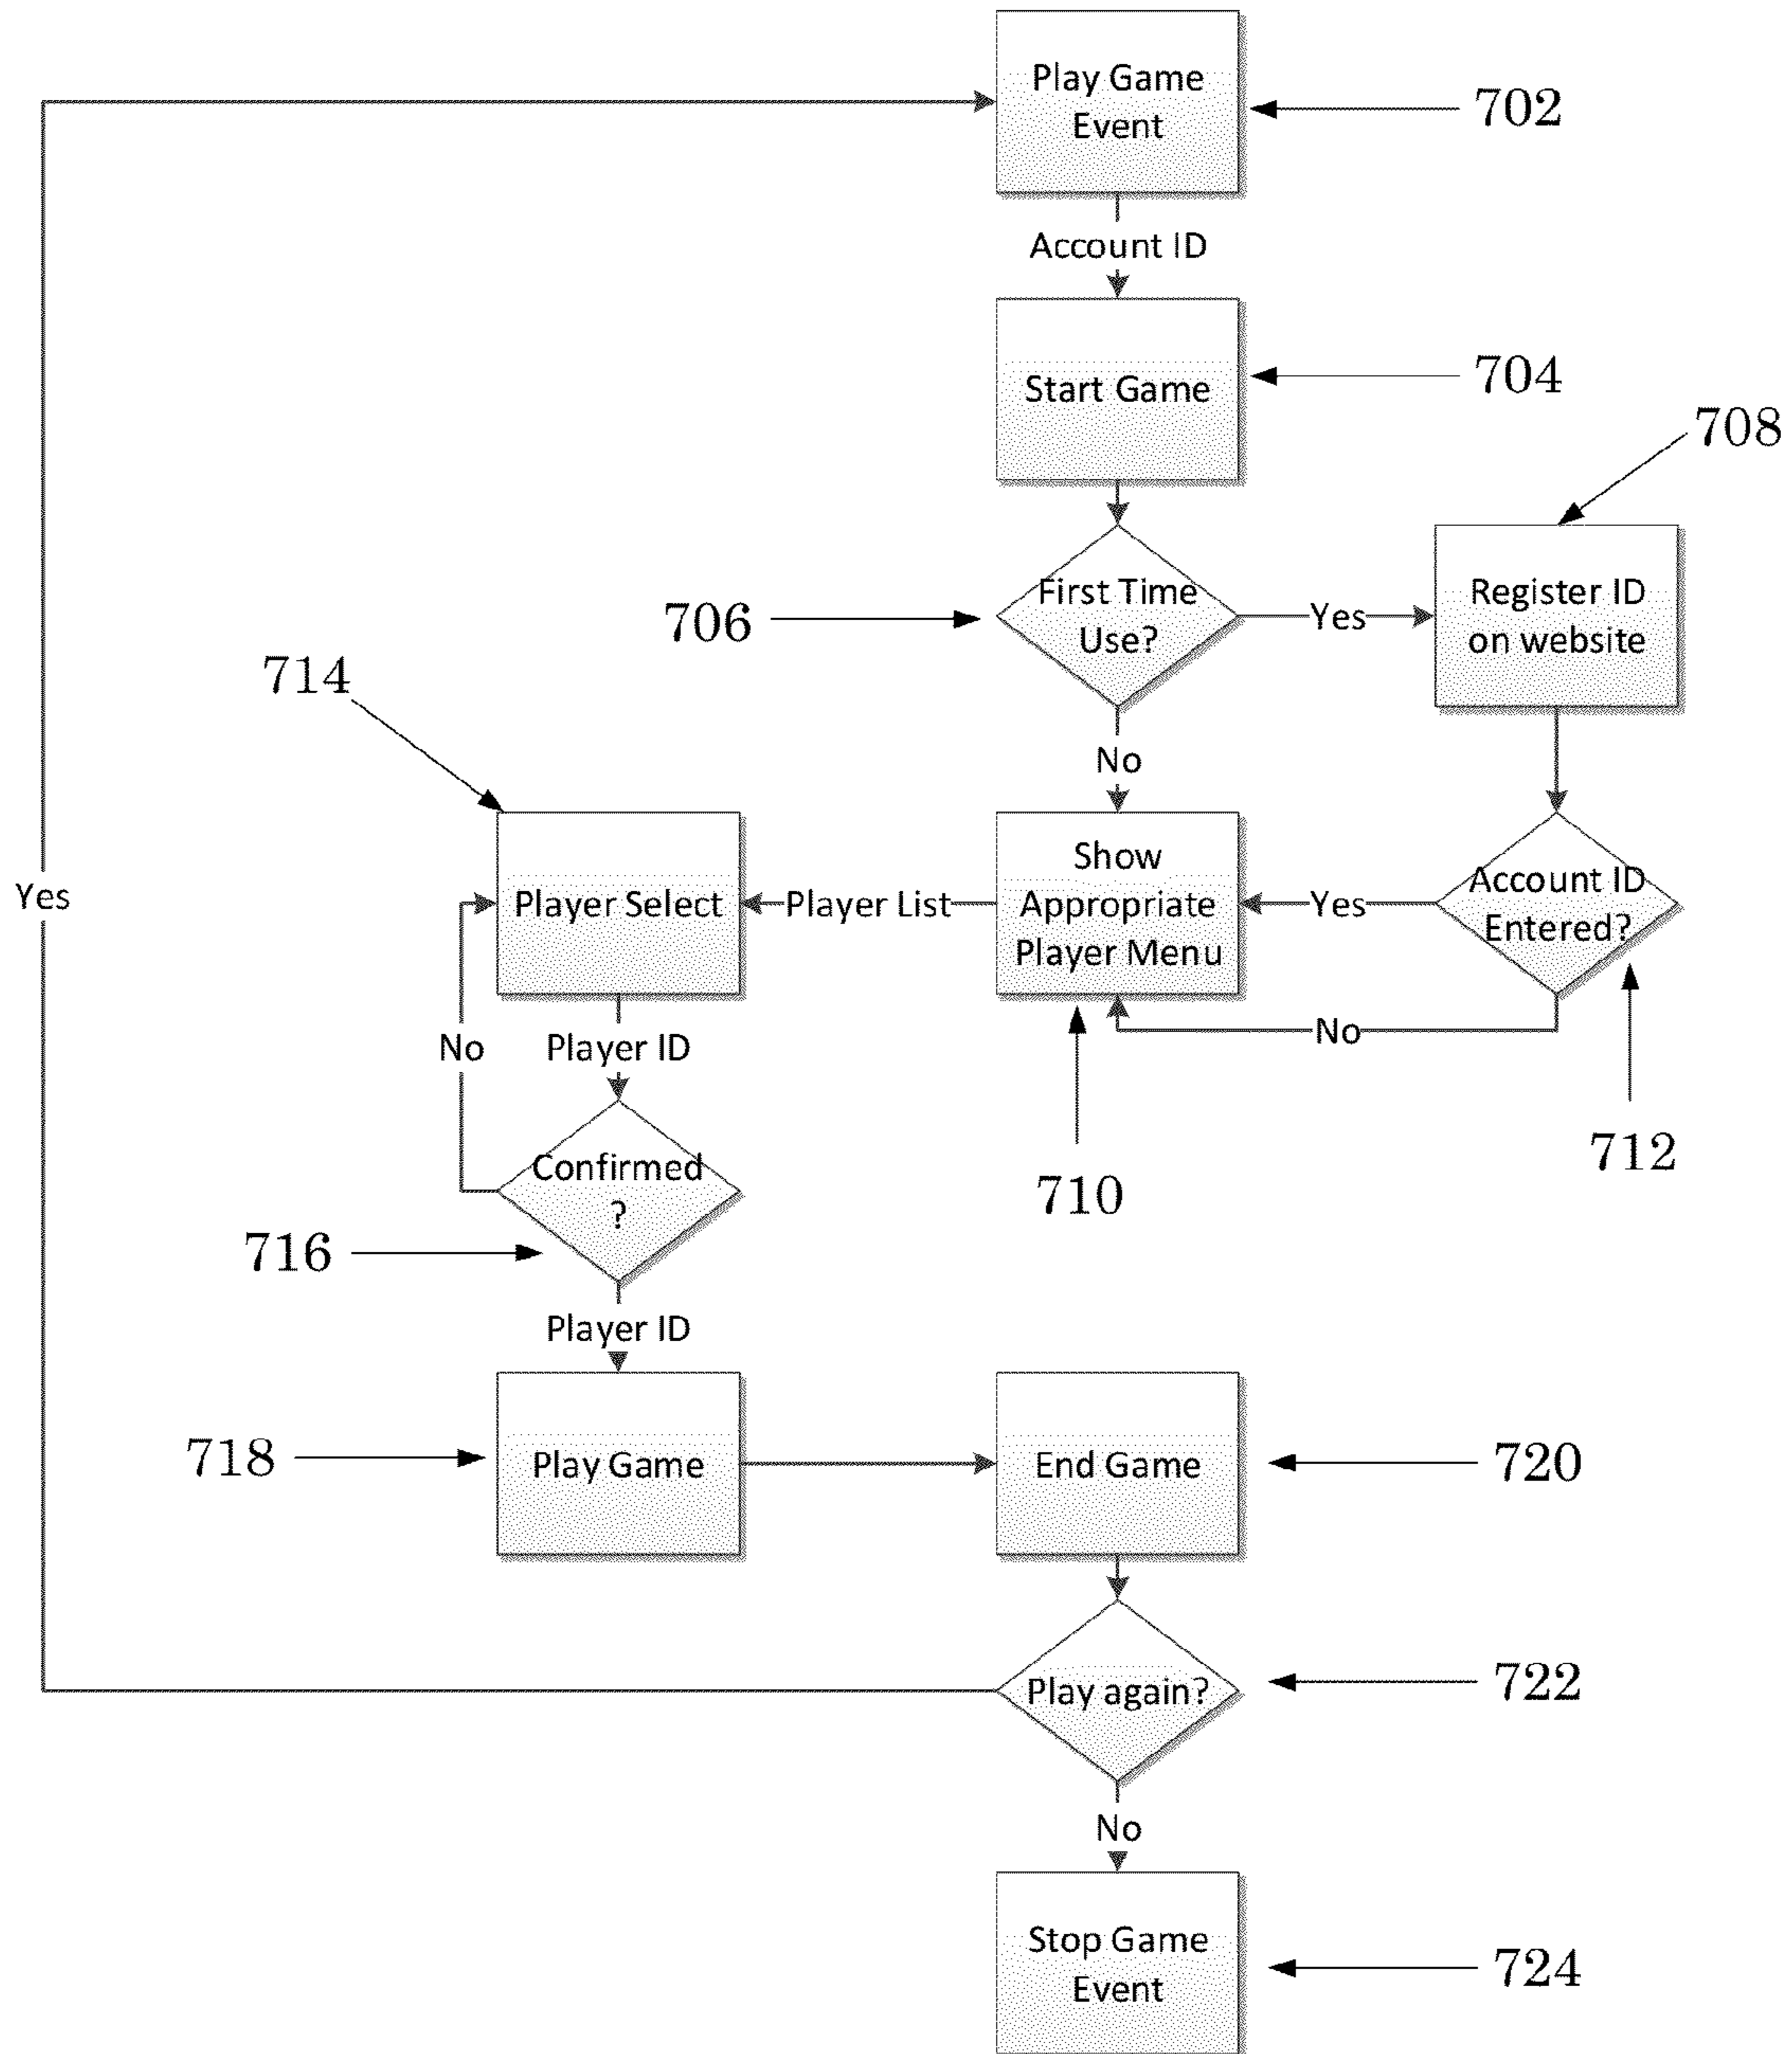 Play Game
Event
702
Account ID
Start Game
704
708
First Time
Use?
706
Yes
Register ID
on website
714
No
Show
Appropriate
Player Menu
Player Select
Player List
Yes
Account ID
Entered?
Yes
No
No
Player ID
712
710
Confirmed
?
716
Player ID
Play Game
718
End Game
720
Play again?
722
No
Stop Game
Event
724